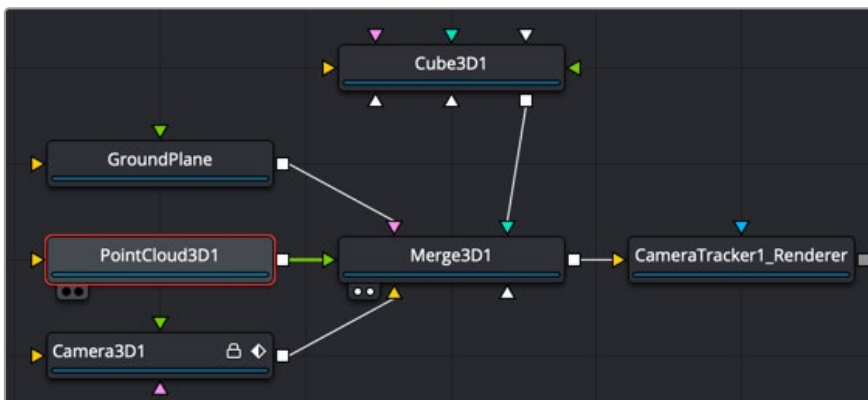 Cube3D1
GroundPlane
PointCloud3D1
Merge3D1
CameraTracker1_Renderer
Camera3D1